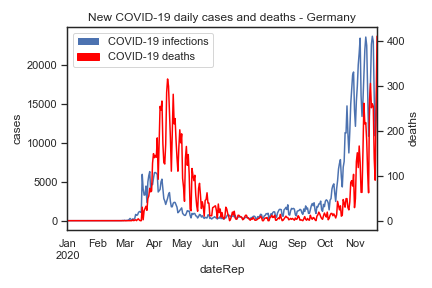 New COVID-19 daily cases and deaths - Germany
COVID-19 infections
COVID-19 deaths
cases
20000
15000
10000
5000
0
deaths
400
300
200
100
0
Jan Feb Mar Apr May Jun Jul Aug Sep Oct Nov
2020
dateRep